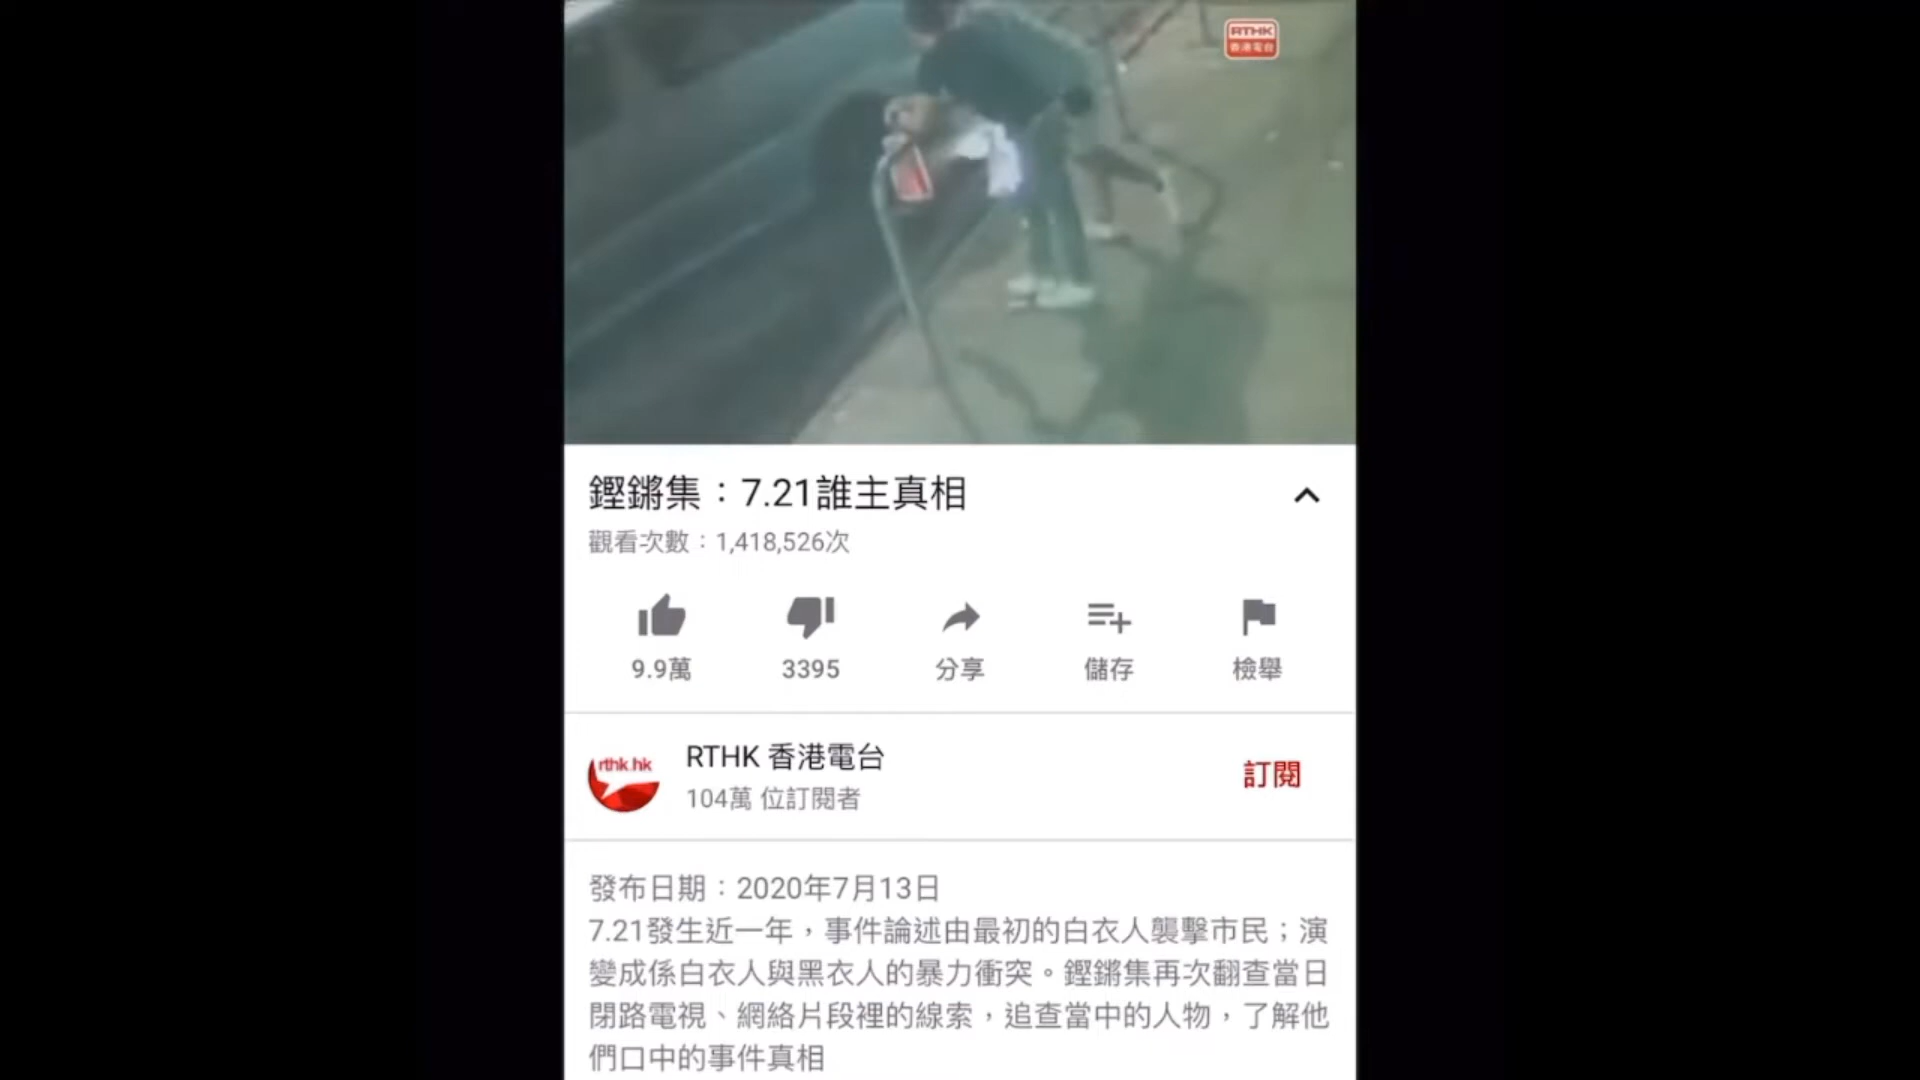 RTHK
香港電台
鏗鏘集：7.21誰主真相
觀看次數：1,418,526次
9.9萬
3395
分享
儲存
檢舉
rthk.hk
RTHK 香港電台
104萬 位訂閱者
訂閱
發布日期：2020年7月13日
7.21發生近一年，事件論述由最初的白衣人襲擊市民；演
變成係白衣人與黑衣人的暴力衝突。鏗鏘集再次翻查當日
閉路電視、網絡片段裡的線索，追查當中的人物，了解他
們口中的事件真相